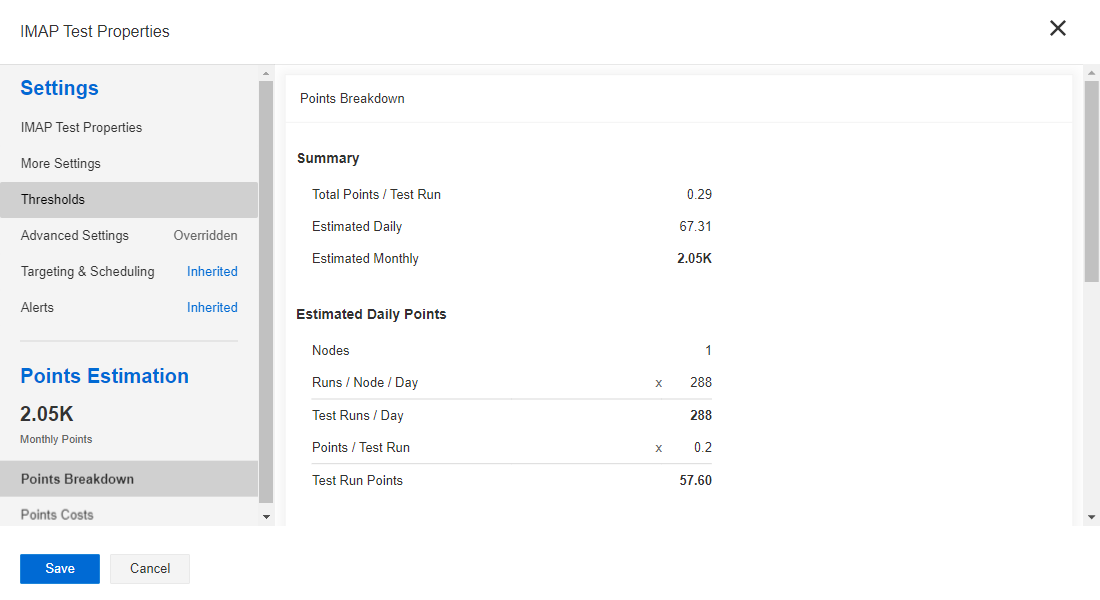 IMAP Test Properties
Settings
IMAP Test Properties
More Settings
Thresholds
Advanced Settings Overridden
Targeting & Scheduling Inherited
Alerts Inherited
Points Estimation
2.05K
Monthly Points
Points Breakdown
Points Costs
Points Breakdown
Summary
Total Points / Test Run 0.29
Estimated Daily 67.31
Estimated Monthly 2.05K
Estimated Daily Points
Nodes 1
Runs / Node / Day x 288
Test Runs / Day 288
Points / Test Run x 0.2
Test Run Points 57.60
Save Cancel